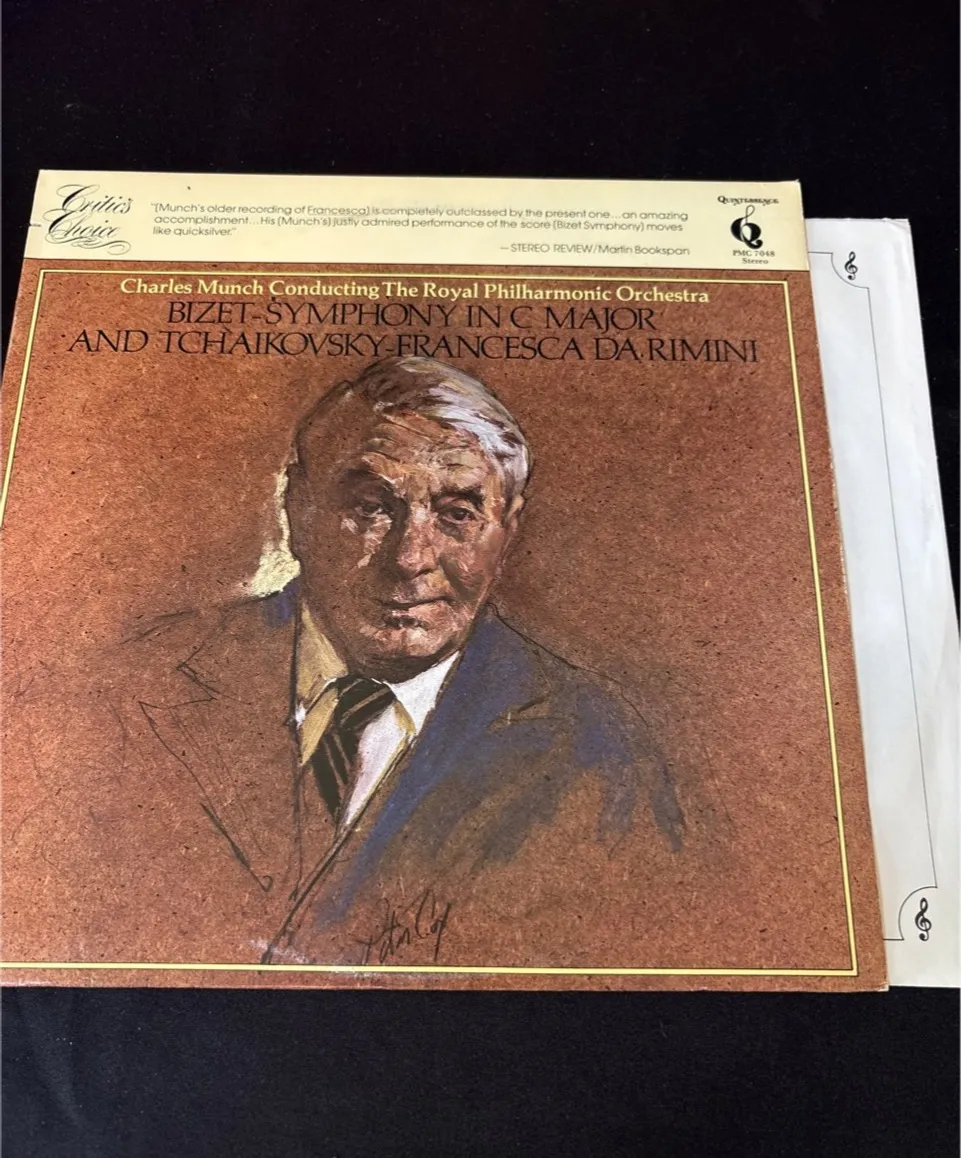 Critic's
Choice
"(Munch's older recording of Francesca) is completely outclassed by the present one...an amazing
accomplishment...His (Munch's) justly admired performance of the score (Bizet Symphony) moves
like quicksilver."
—STEREO REVIEW/Martin Bookspan
QUINTESSENCE
PMC 7048
Stereo
Charles Munch Conducting The Royal Philharmonic Orchestra
BIZET-SYMPHONY IN C MAJOR
AND TCHAIKOVSKY-FRANCESCA DA RIMINI